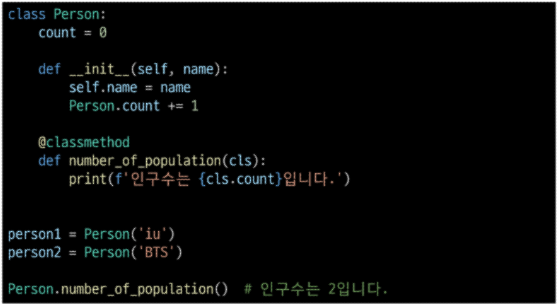 class Person:
    count = 0

    def __init__(self, name):
        self.name = name
        Person.count += 1

    @classmethod
    def number_of_population(cls):
        print(f'인구수는 {cls.count}입니다.')


person1 = Person('iu')
person2 = Person('BTS')

Person.number_of_population()  # 인구수는 2입니다.